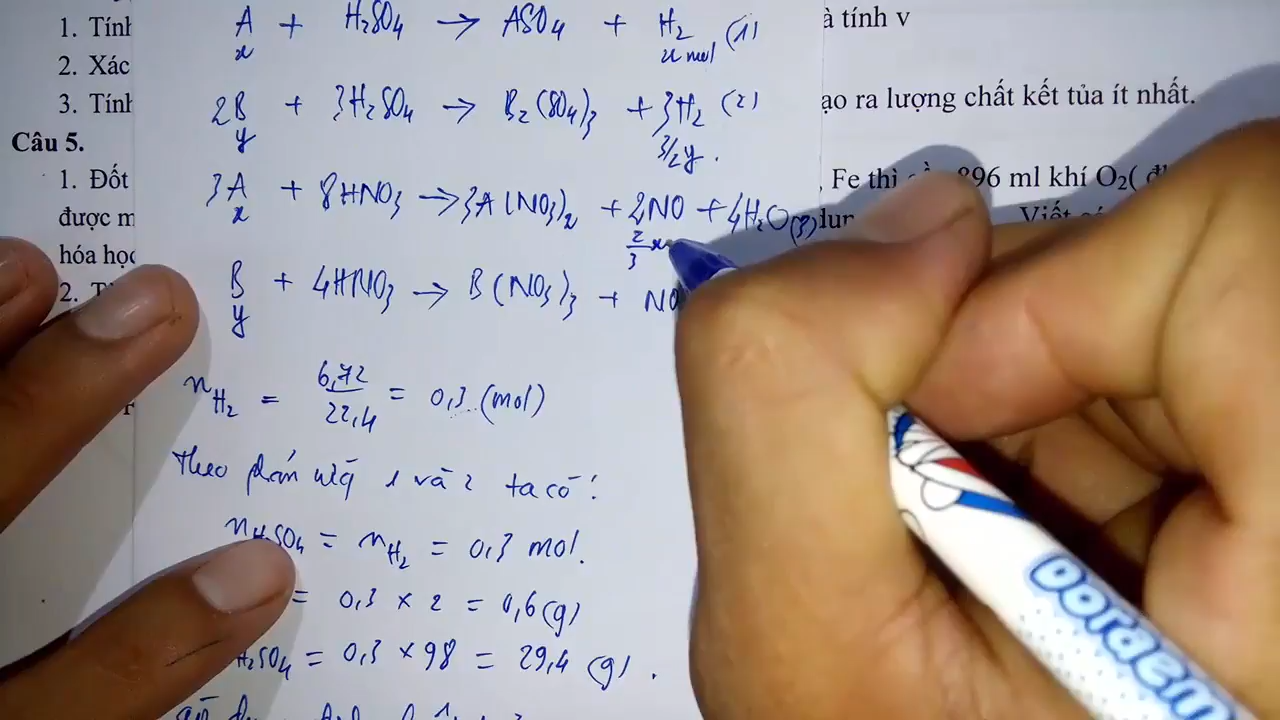 1. Tính
à tính v
2. Xác
3. Tính
ạo ra lượng chất kết tủa ít nhất.
Câu 5.
1. Đốt
, Fe thì
896 ml khí O₂( đ
được m
hóa học
2. T
A + H₂SO₄ → ASO₄ + H₂ (1)
x x mol
2B + 3H₂SO₄ → B₂(SO₄)₃ + 3H₂ (2)
y 3/2y.
3A + 8HNO₃ → 3A(NO₃)₂ + 2NO + 4H₂O (3)
x 2/3 x
B + 4HNO₃ → B(NO₃)₃ + NO
y
n H₂ = 6,72/22,4 = 0,3 (mol)
Theo phản ứng 1 và 2 ta có:
nH₂SO₄ = nH₂ = 0,3 mol.
= 0,3 × 2 = 0,6 (g)
H₂SO₄ = 0,3 × 98 = 29,4 (g).
Doraemon